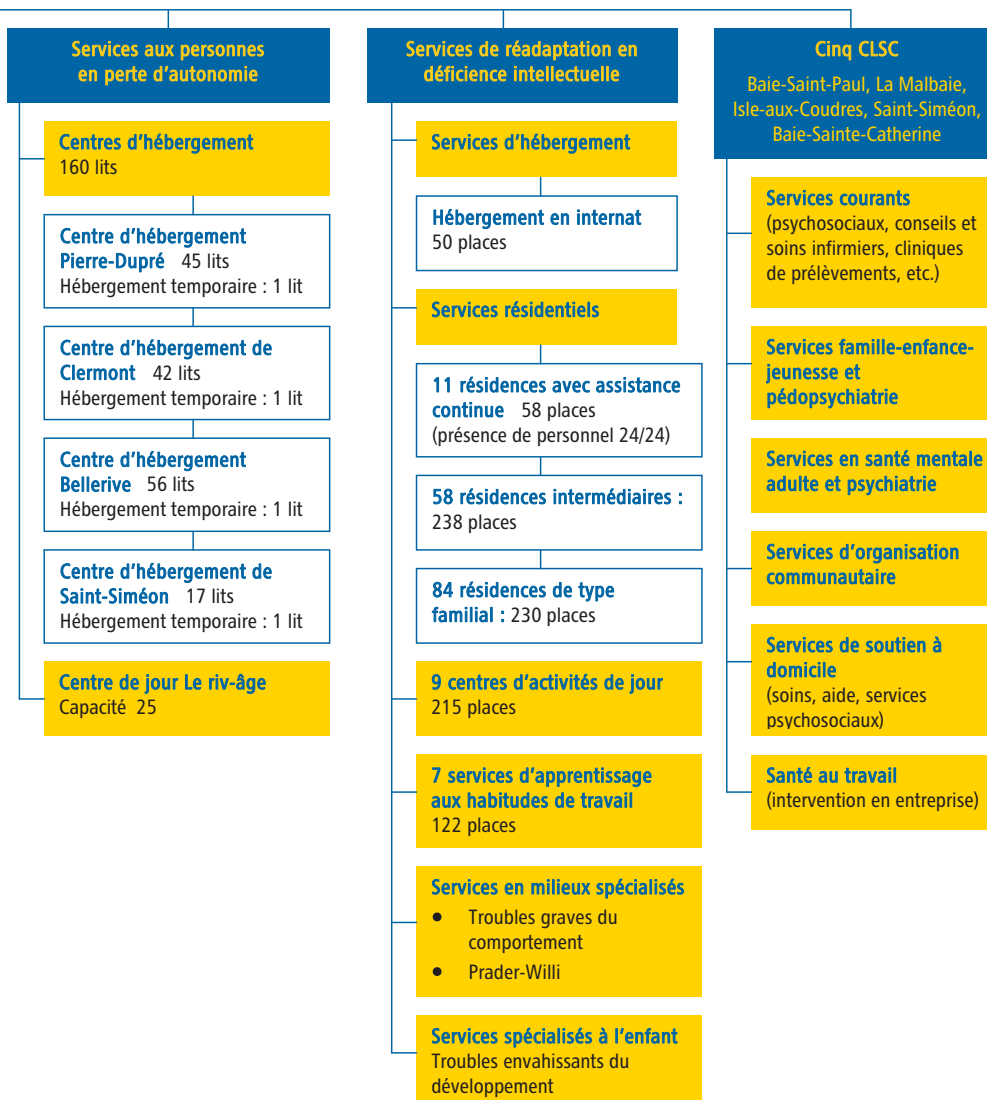 Services aux personnes
en perte d'autonomie
Centres d'hébergement
160 lits
Centre d'hébergement
Pierre-Dupré 45 lits
Hébergement temporaire : 1 lit
Centre d'hébergement de
Clermont 42 lits
Hébergement temporaire : 1 lit
Centre d'hébergement
Bellerive 56 lits
Hébergement temporaire : 1 lit
Centre d'hébergement de
Saint-Siméon 17 lits
Hébergement temporaire : 1 lit
Centre de jour Le riv-âge
Capacité 25
Services de réadaptation en
déficience intellectuelle
Services d'hébergement
Hébergement en internat
50 places
Services résidentiels
11 résidences avec assistance
continue 58 places
(présence de personnel 24/24)
58 résidences intermédiaires :
238 places
84 résidences de type
familial : 230 places
9 centres d'activités de jour
215 places
7 services d'apprentissage
aux habitudes de travail
122 places
Services en milieux spécialisés
• Troubles graves du
comportement
• Prader-Willi
Services spécialisés à l'enfant
Troubles envahissants du
développement
Cinq CLSC
Baie-Saint-Paul, La Malbaie,
Isle-aux-Coudres, Saint-Siméon,
Baie-Sainte-Catherine
Services courants
(psychosociaux, conseils et
soins infirmiers, cliniques
de prélèvements, etc.)
Services famille-enfance-
jeunesse et
pédopsychiatrie
Services en santé mentale
adulte et psychiatrie
Services d'organisation
communautaire
Services de soutien à
domicile
(soins, aide, services
psychosociaux)
Santé au travail
(intervention en entreprise)